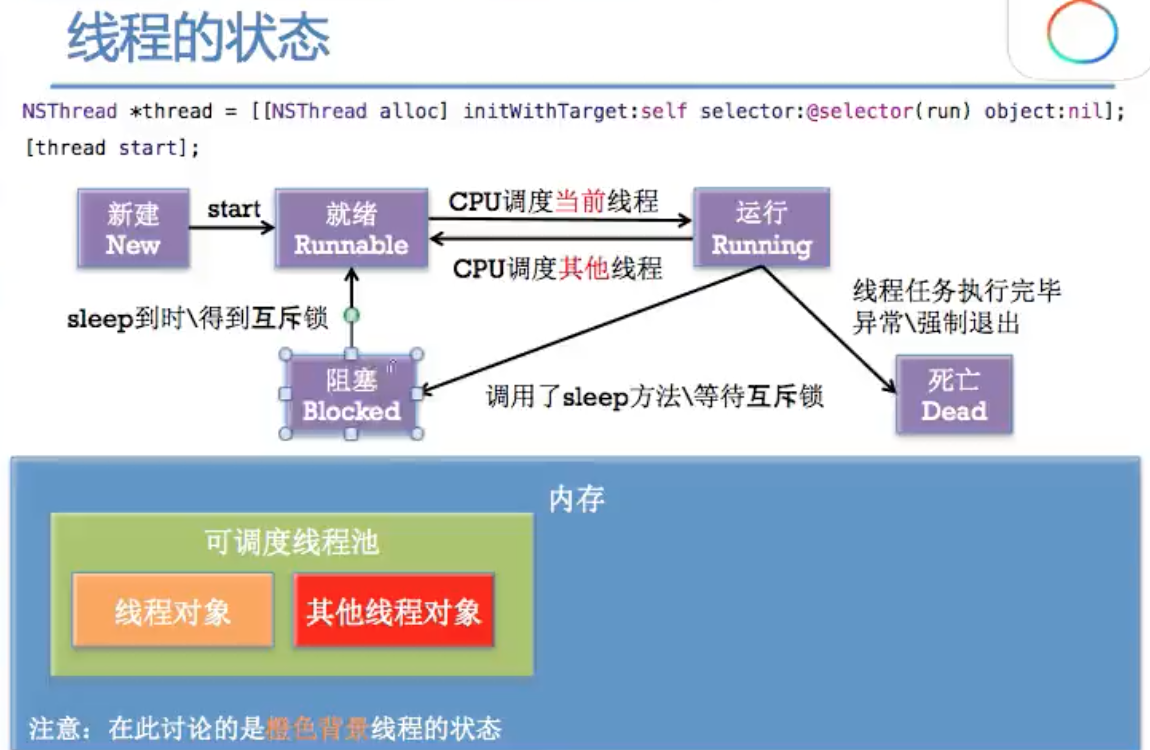 线程的状态
NSThread *thread = [[NSThread alloc] initWithTarget:self selector:@selector(run) object:nil];
[thread start];
新建
New
start
就绪
Runnable
CPU调度当前线程
CPU调度其他线程
运行
Running
线程任务执行完毕
异常\强制退出
sleep到时\得到互斥锁
阻塞
Blocked
调用了sleep方法\等待互斥锁
死亡
Dead
内存
可调度线程池
线程对象
其他线程对象
注意：在此讨论的是橙色背景线程的状态